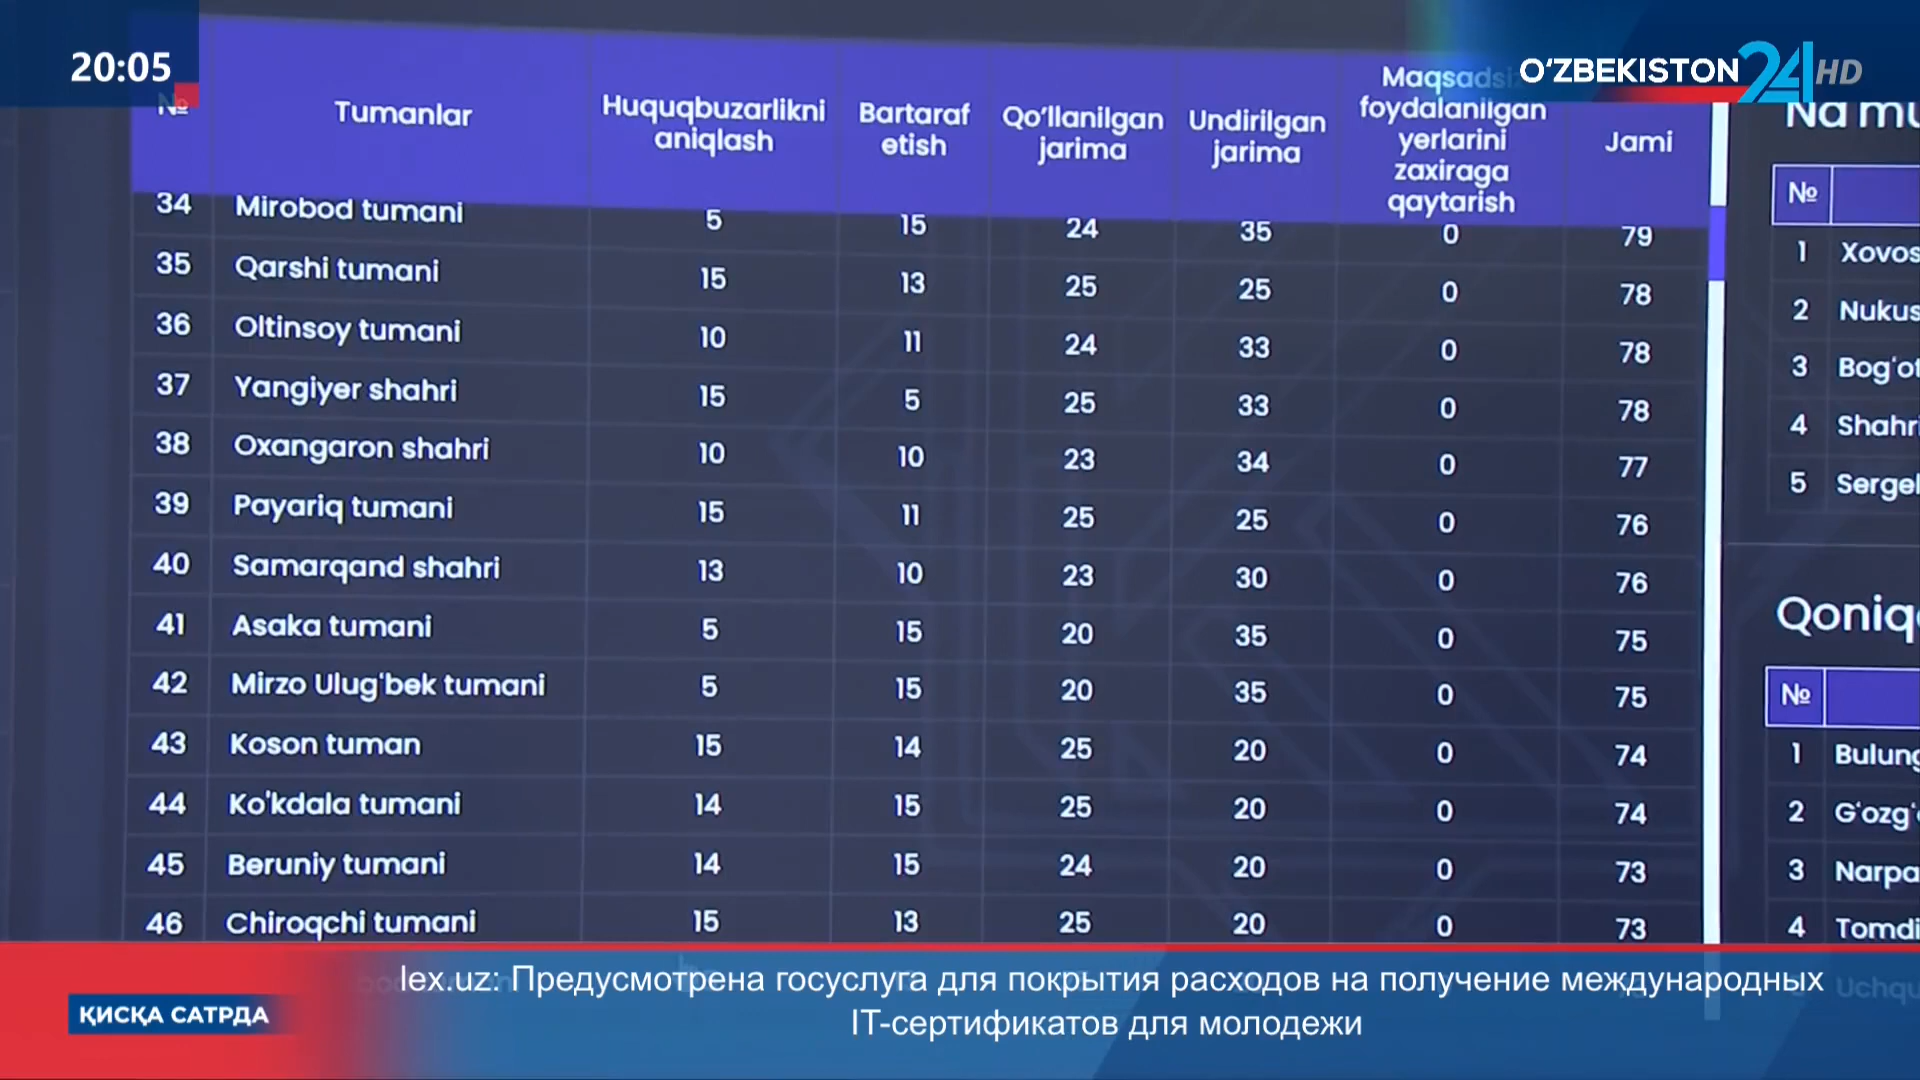 20:05
O‘ZBEKISTON 24 HD
№ Tumanlar Huquqbuzarlikni aniqlash Bartaraf etish Qo‘llanilgan jarima Undirilgan jarima foydalanilgan yerlarini zaxiraga qaytarish Jami
34 Mirobod tumani 5 15 24 35 0 79
35 Qarshi tumani 15 13 25 25 0 78
36 Oltinsoy tumani 10 11 24 33 0 78
37 Yangiyer shahri 15 5 25 33 0 78
38 Oxangaron shahri 10 10 23 34 0 77
39 Payariq tumani 15 11 25 25 0 76
40 Samarqand shahri 13 10 23 30 0 76
41 Asaka tumani 5 15 20 35 0 75
42 Mirzo Ulug'bek tumani 5 15 20 35 0 75
43 Koson tuman 15 14 25 20 0 74
44 Ko'kdala tumani 14 15 25 20 0 74
45 Beruniy tumani 14 15 24 20 0 73
46 Chiroqchi tumani 15 13 25 20 0 73
№
1
2
3
4
5
№
1
2
3
4
ҚИСҚА САТРДА
lex.uz: Предусмотрена госуслуга для покрытия расходов на получение международных
IT-сертификатов для молодежи